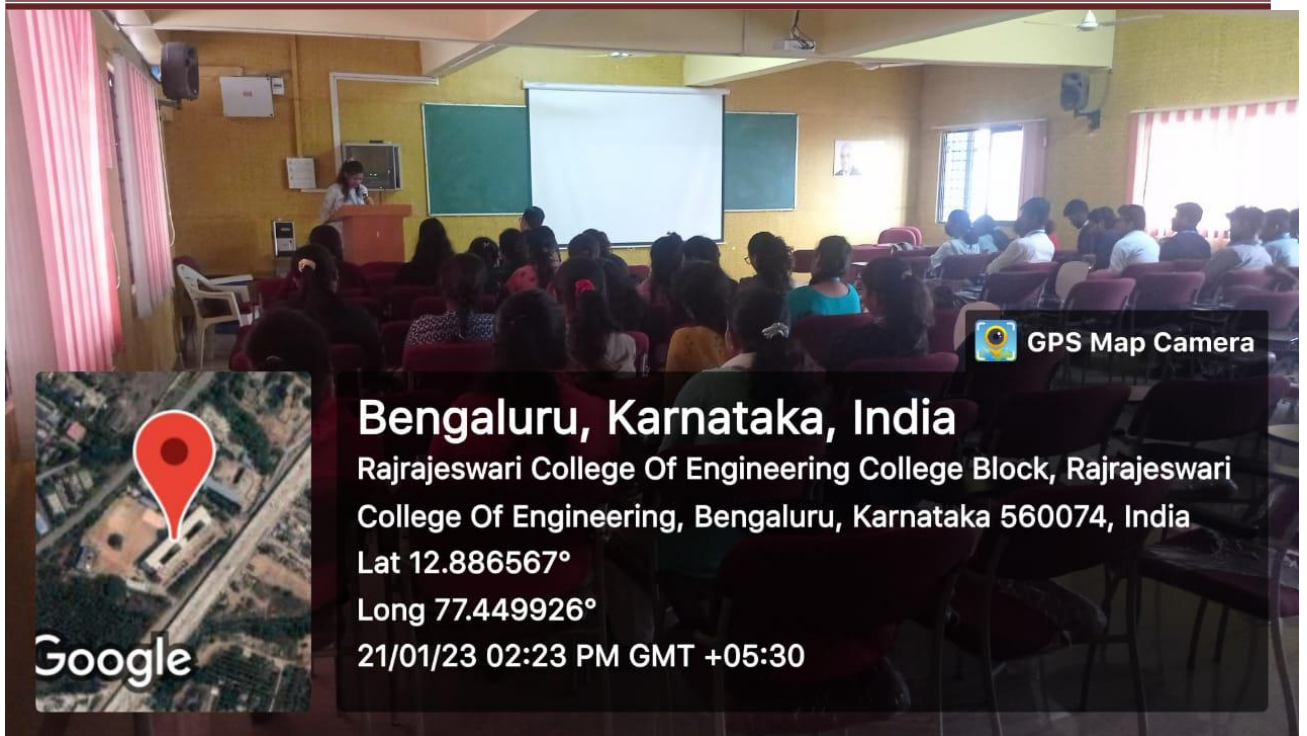 GPS Map Camera
Bengaluru, Karnataka, India
Rajrajeswari College Of Engineering College Block, Rajrajeswari
College Of Engineering, Bengaluru, Karnataka 560074, India
Lat 12.886567°
Long 77.449926°
21/01/23 02:23 PM GMT +05:30
Google